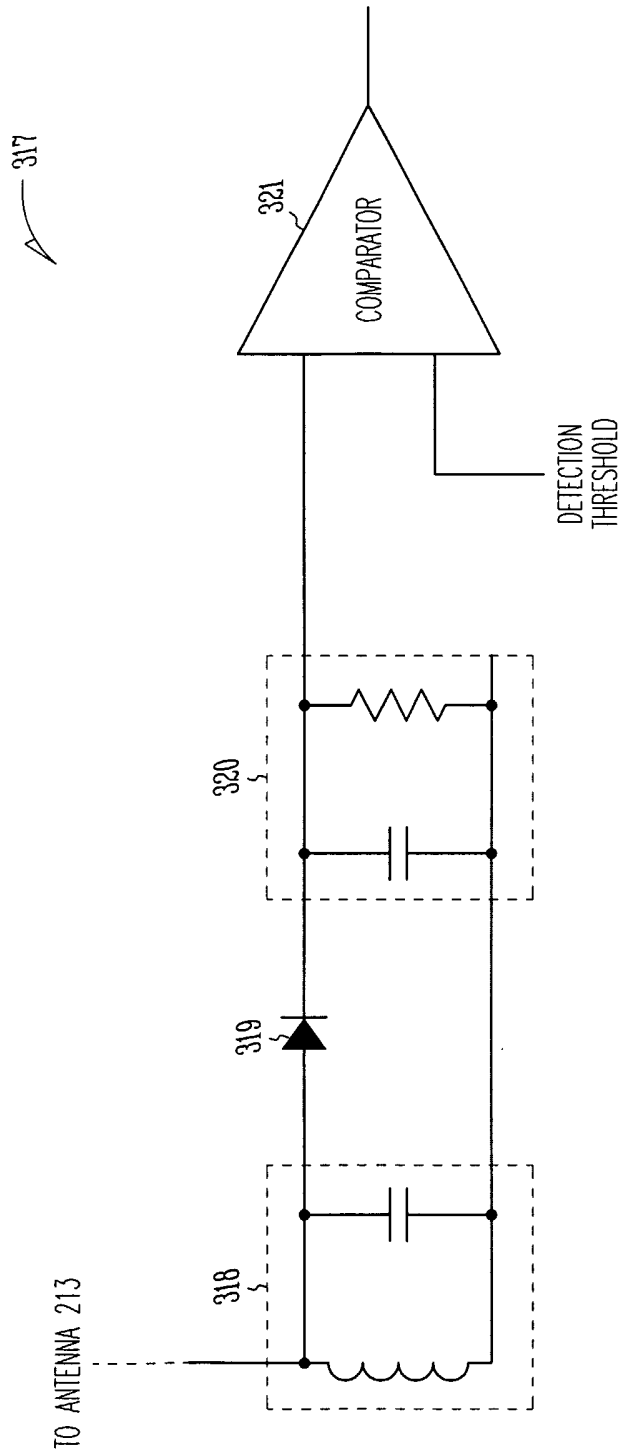 317
TO ANTENNA 213
318
319
320
321
COMPARATOR
DETECTION
THRESHOLD